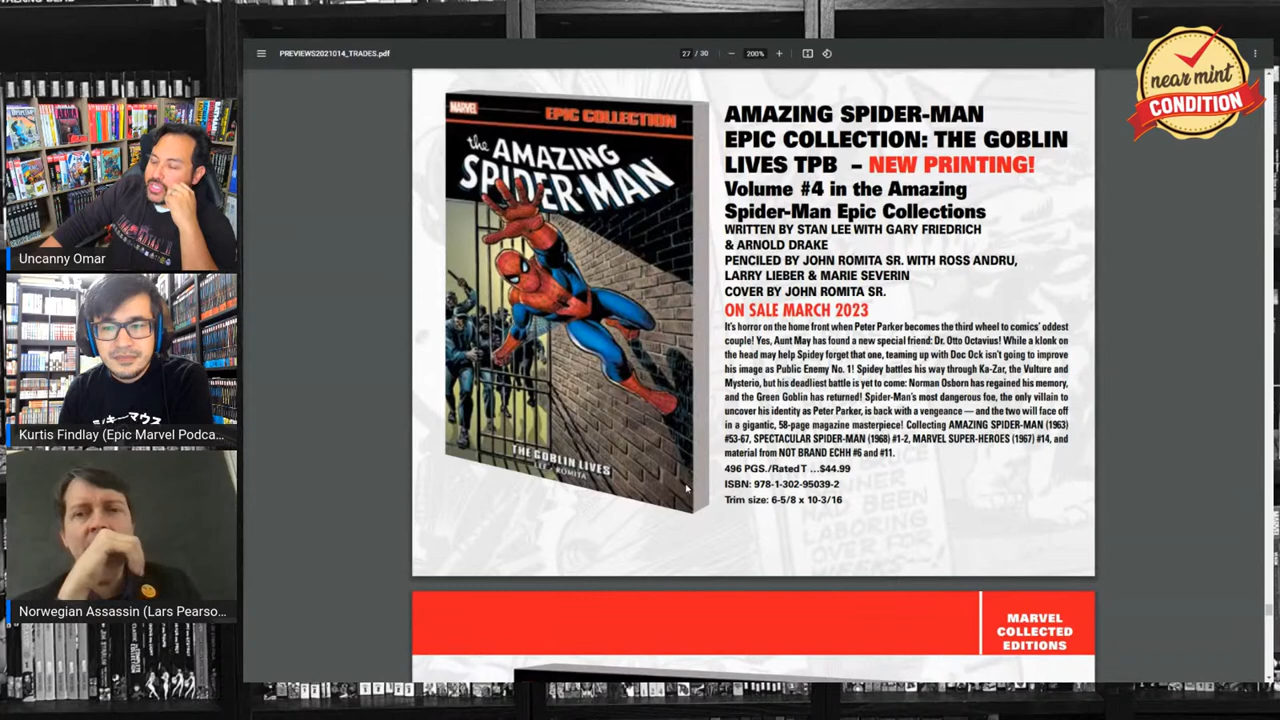 PREVIEWS2021014_TRADES.pdf
27 / 30
200%
near mint
CONDITION
MARVEL
EPIC COLLECTION
the AMAZING
SPIDER-MAN
THE GOBLIN LIVES
LEE • ROMITA
AMAZING SPIDER-MAN
EPIC COLLECTION: THE GOBLIN
LIVES TPB – NEW PRINTING!
Volume #4 in the Amazing
Spider-Man Epic Collections
WRITTEN BY STAN LEE WITH GARY FRIEDRICH
& ARNOLD DRAKE
PENCILED BY JOHN ROMITA SR. WITH ROSS ANDRU,
LARRY LIEBER & MARIE SEVERIN
COVER BY JOHN ROMITA SR.
ON SALE MARCH 2023
It's horror on the home front when Peter Parker becomes the third wheel to comics' oddest
couple! Yes, Aunt May has found a new special friend: Dr. Otto Octavius! While a klonk on
the head may help Spidey forget that one, teaming up with Doc Ock isn't going to improve
his image as Public Enemy No. 1! Spidey battles his way through Ka-Zar, the Vulture and
Mysterio, but his deadliest battle is yet to come: Norman Osborn has regained his memory,
and the Green Goblin has returned! Spider-Man's most dangerous foe, the only villain to
uncover his identity as Peter Parker, is back with a vengeance — and the two will face off
in a gigantic, 58-page magazine masterpiece! Collecting AMAZING SPIDER-MAN (1963)
#53-67, SPECTACULAR SPIDER-MAN (1968) #1-2, MARVEL SUPER-HEROES (1967) #14, and
material from NOT BRAND ECHH #6 and #11.
496 PGS./Rated T ...$44.99
ISBN: 978-1-302-95039-2
Trim size: 6-5/8 x 10-3/16
BEEN
LABORING
OVER FOR
MARVEL
COLLECTED
EDITIONS
Uncanny Omar
Kurtis Findlay (Epic Marvel Podca...
Norwegian Assassin (Lars Pearso...